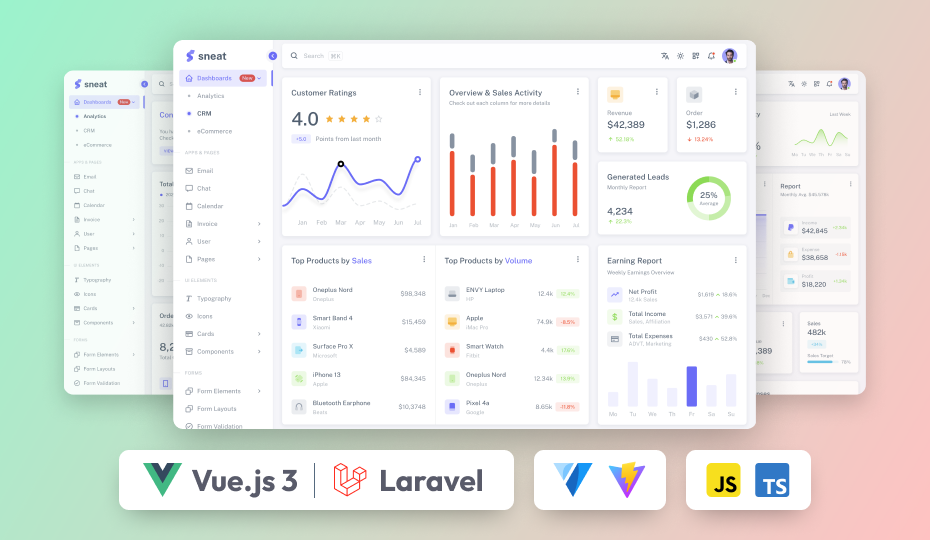 sneat
Dashboards New
Analytics
CRM
eCommerce
APPS & PAGES
Email
Chat
Calendar
Invoice
User
Pages
UI ELEMENTS
Typography
Icons
Cards
Components
FORMS
Form Elements
Form Layouts
Form Validation
sneat
Dashboards New
Analytics
CRM
eCommerce
APPS & PAGES
Email
Chat
Calendar
Invoice
User
Pages
UI ELEMENTS
Typography
Icons
Cards
Components
FORMS
Form Elements
Form Layouts
Form Validation
Search ⌘K
Customer Ratings
4.0
+5.0 Points from last month
Jan Feb Mar Apr May Jun Jul
Overview & Sales Activity
Check out each column for more details
Jan Feb Mar Apr May Jun Jul
Revenue
$42,389
52.18%
Order
$1,286
13.24%
Generated Leads
Monthly Report
4,234
25%
Average
Top Products by Sales
Oneplus Nord
Oneplus
$98,348
Smart Band 4
Xiaomi
$15,459
Surface Pro X
Microsoft
$4,589
iPhone 13
Apple
$84,345
Bluetooth Earphone
Beats
$10,3748
Top Products by Volume
ENVY Laptop
HP
12.4k
Apple
iMac Pro
74.9k -8.5%
Smart Watch
Fitbit
4.4k
Oneplus Nord
Oneplus
12.34k
Pixel 4a
Google
8.65k -11.8%
Earning Report
Weekly Earnings Overview
Net Profit
12.4k Sales
$1,619 18.6%
Total Income
Sales, Affiliation
$3,571 39.6%
Total Expenses
ADVT, Marketing
$430 52.8%
Mo Tu We Th Fr Sa Su
Last Week
Report
Income
$42,845
Expense
$38,658
Profit
$18,220
Sales
482k
Sales Target
78%
Vue.js 3
Laravel
JS
TS